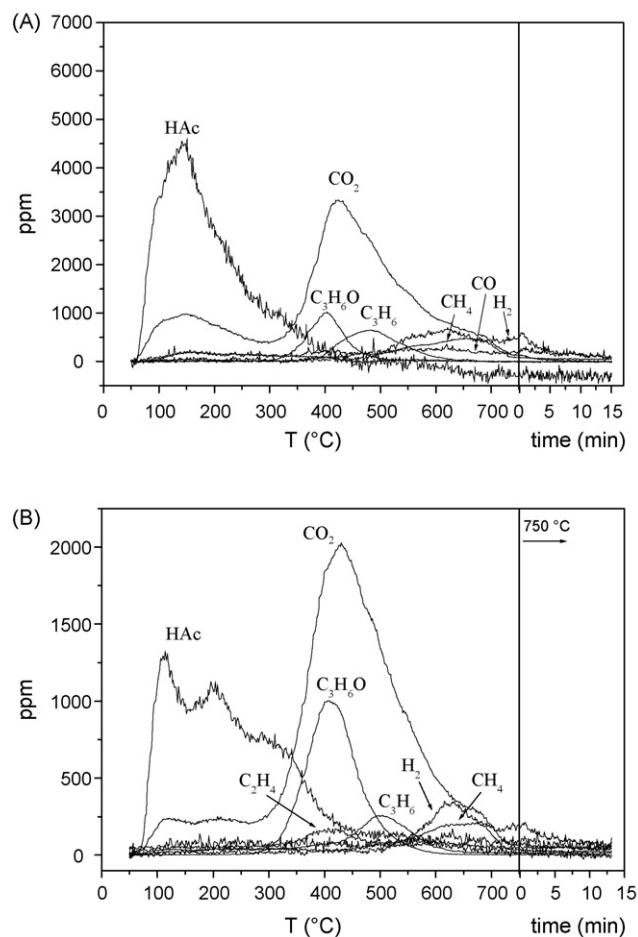 (A)
7000
6000
5000
4000
3000
2000
1000
0
ppm
HAc
CO₂
C₃H₆O
C₃H₆
CH₄
CO
H₂
100 200 300 400 500 600 700 0 5 10 15
T (°C) time (min)
(B)
2000
1500
1000
500
0
ppm
750 °C
CO₂
HAc
C₃H₆O
C₂H₄
C₃H₆
H₂
CH₄
0 100 200 300 400 500 600 700 0 5 10 15
T (°C) time (min)